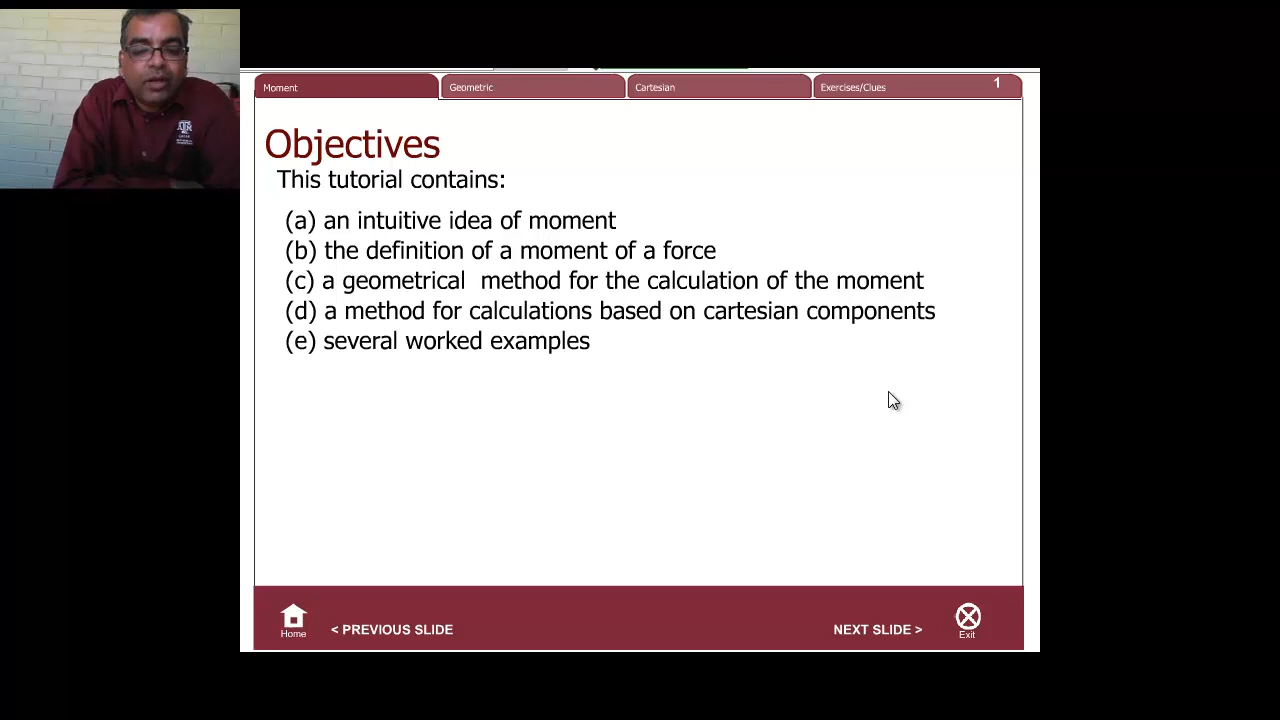 Moment
Geometric
Cartesian
Exercises/Clues
1
Objectives
This tutorial contains:
(a) an intuitive idea of moment
(b) the definition of a moment of a force
(c) a geometrical  method for the calculation of the moment
(d) a method for calculations based on cartesian components
(e) several worked examples
Home
< PREVIOUS SLIDE
NEXT SLIDE >
Exit
ATM
QATAR